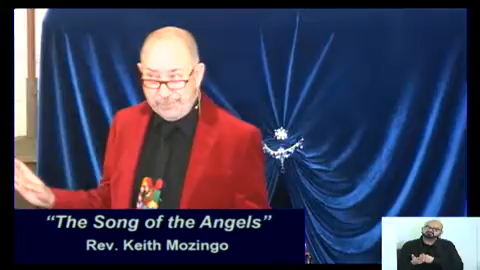 “The Song of the Angels”
Rev. Keith Mozingo